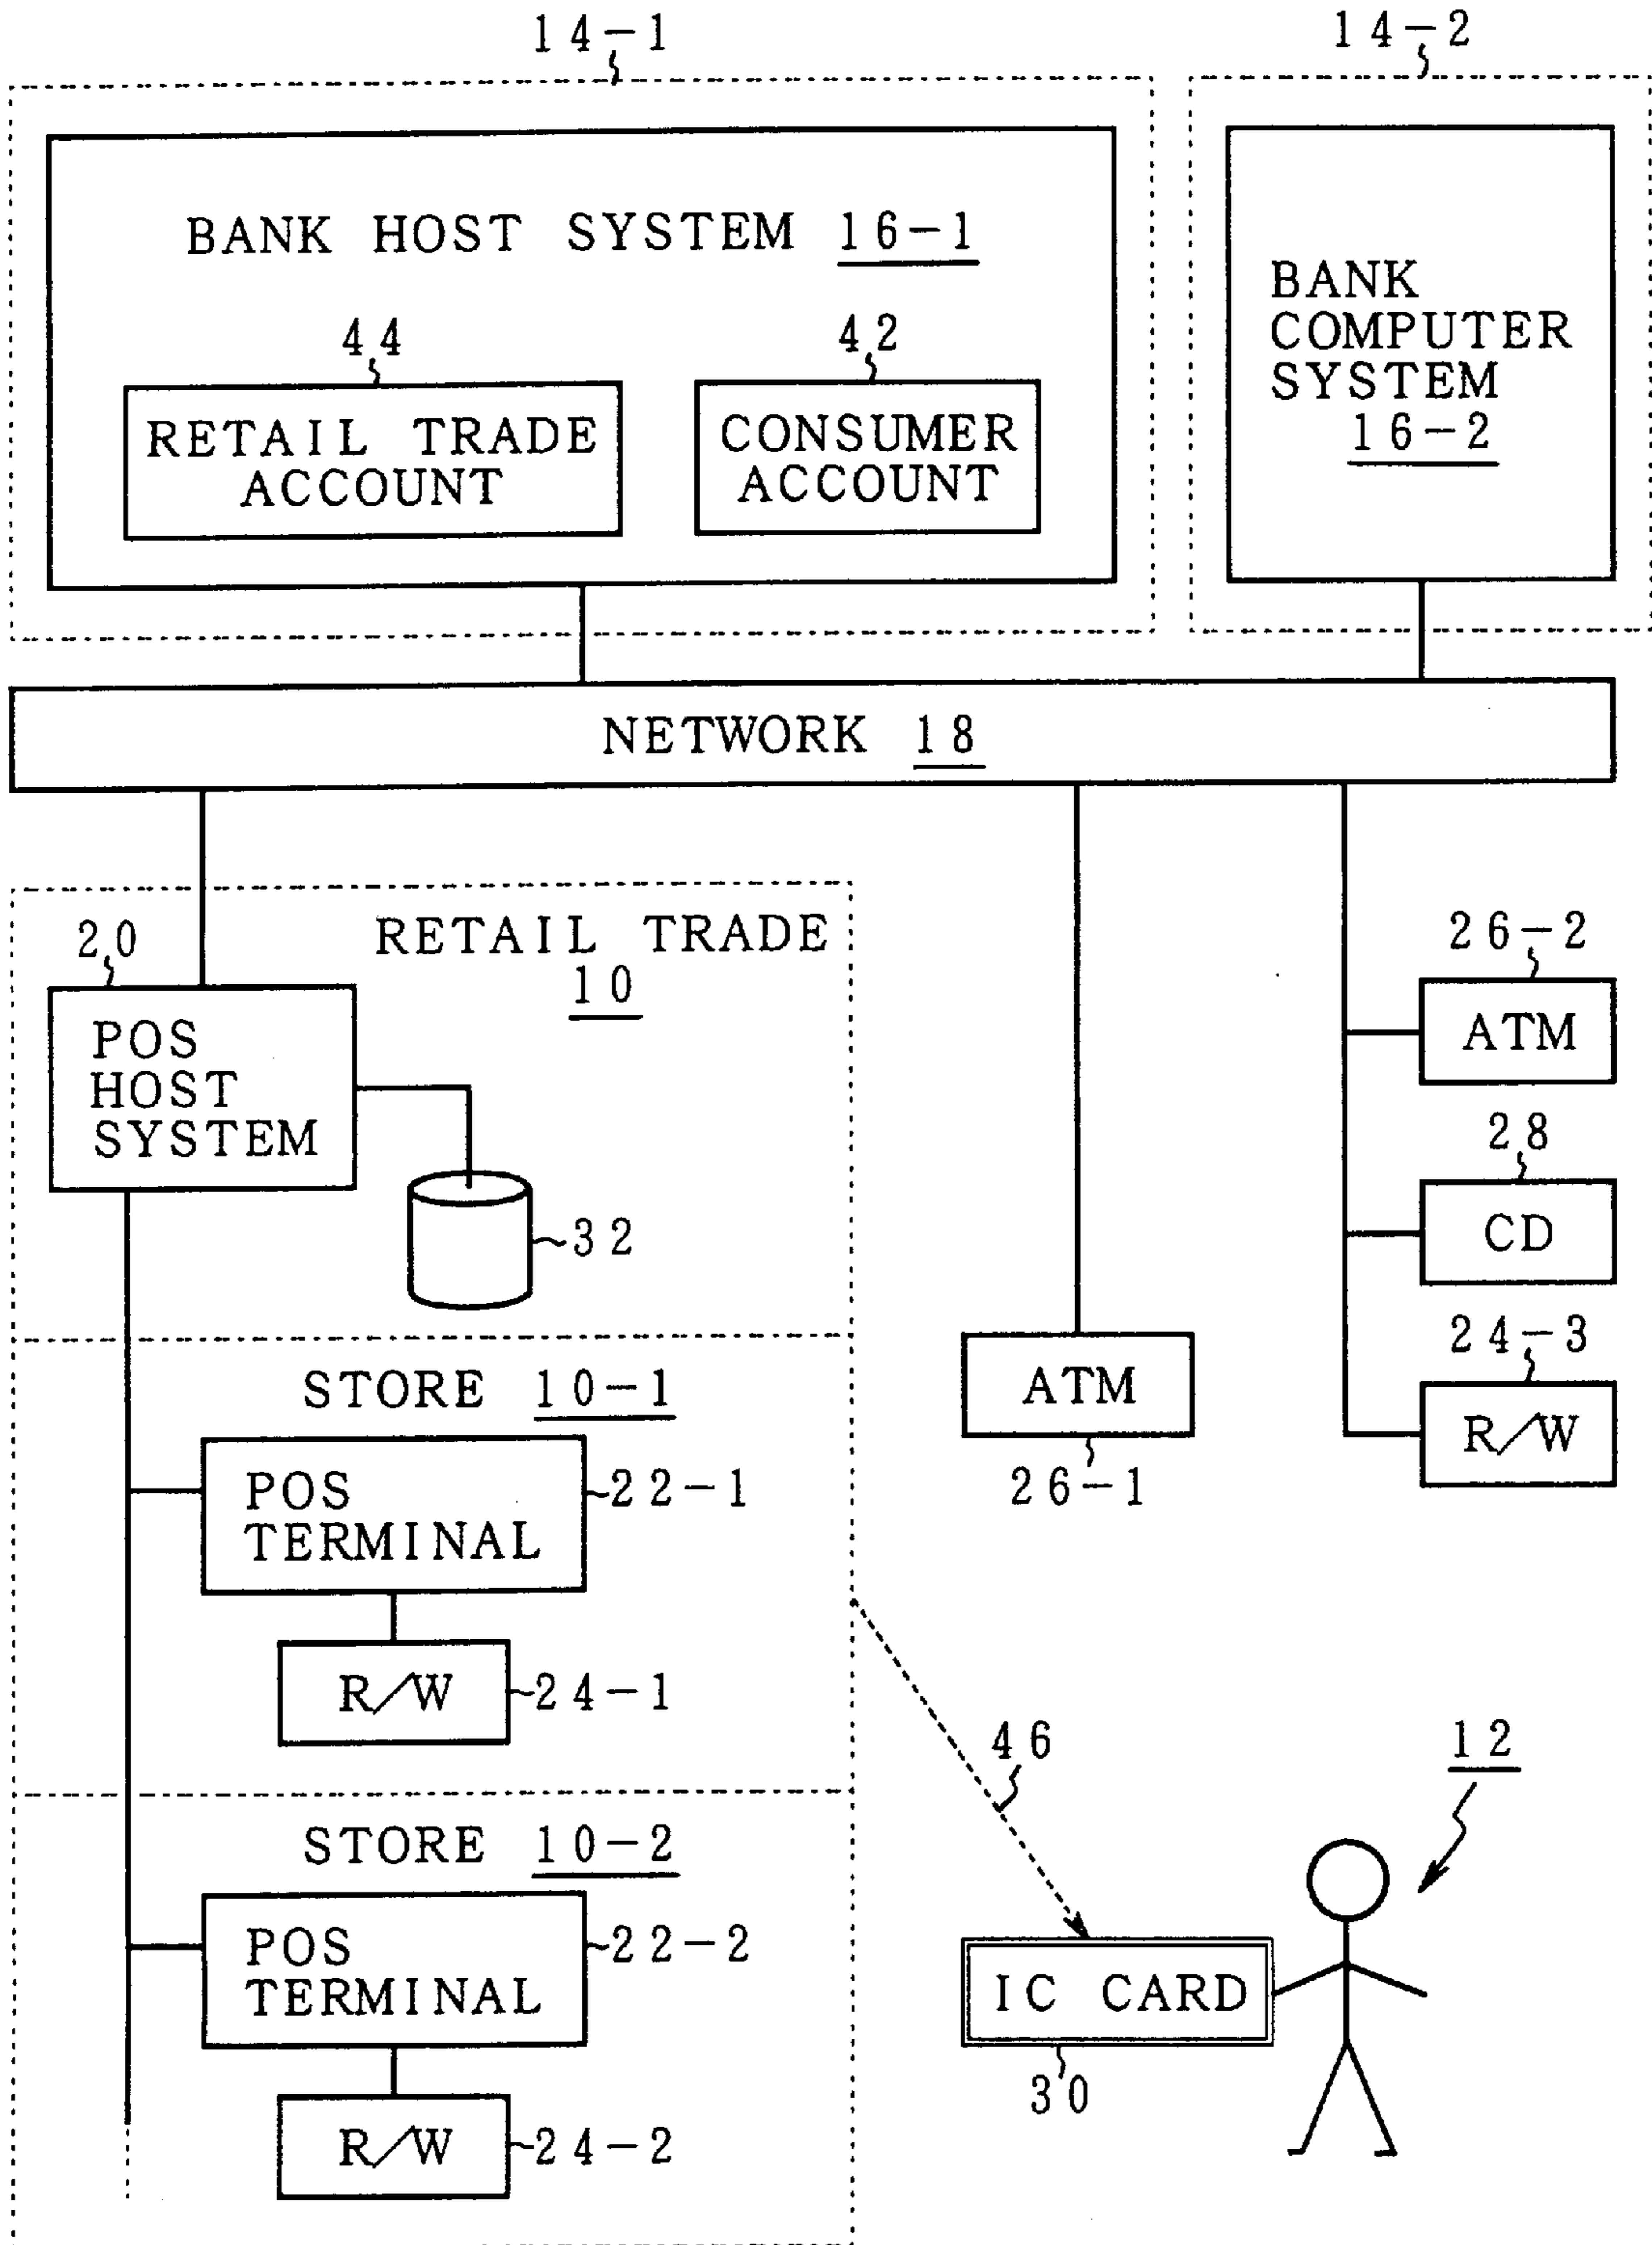 14-1
14-2
BANK HOST SYSTEM 16-1
44
42
RETAIL TRADE
ACCOUNT
CONSUMER
ACCOUNT
BANK
COMPUTER
SYSTEM
16-2
NETWORK 18
RETAIL TRADE
10
20
POS
HOST
SYSTEM
32
26-2
ATM
28
CD
24-3
R/W
ATM
26-1
STORE 10-1
POS
TERMINAL
22-1
R/W
24-1
46
12
STORE 10-2
POS
TERMINAL
22-2
R/W
24-2
IC CARD
30